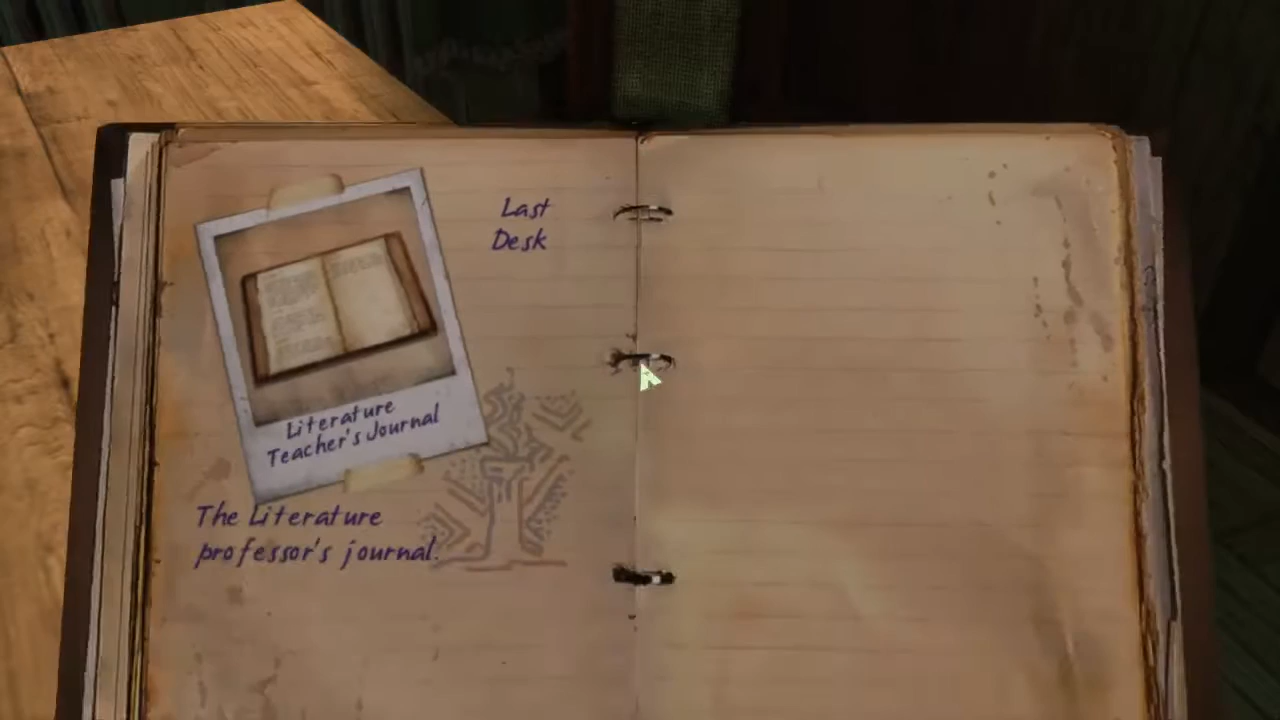 Last
Desk
Literature
Teacher's Journal
The Literature
professor's journal.